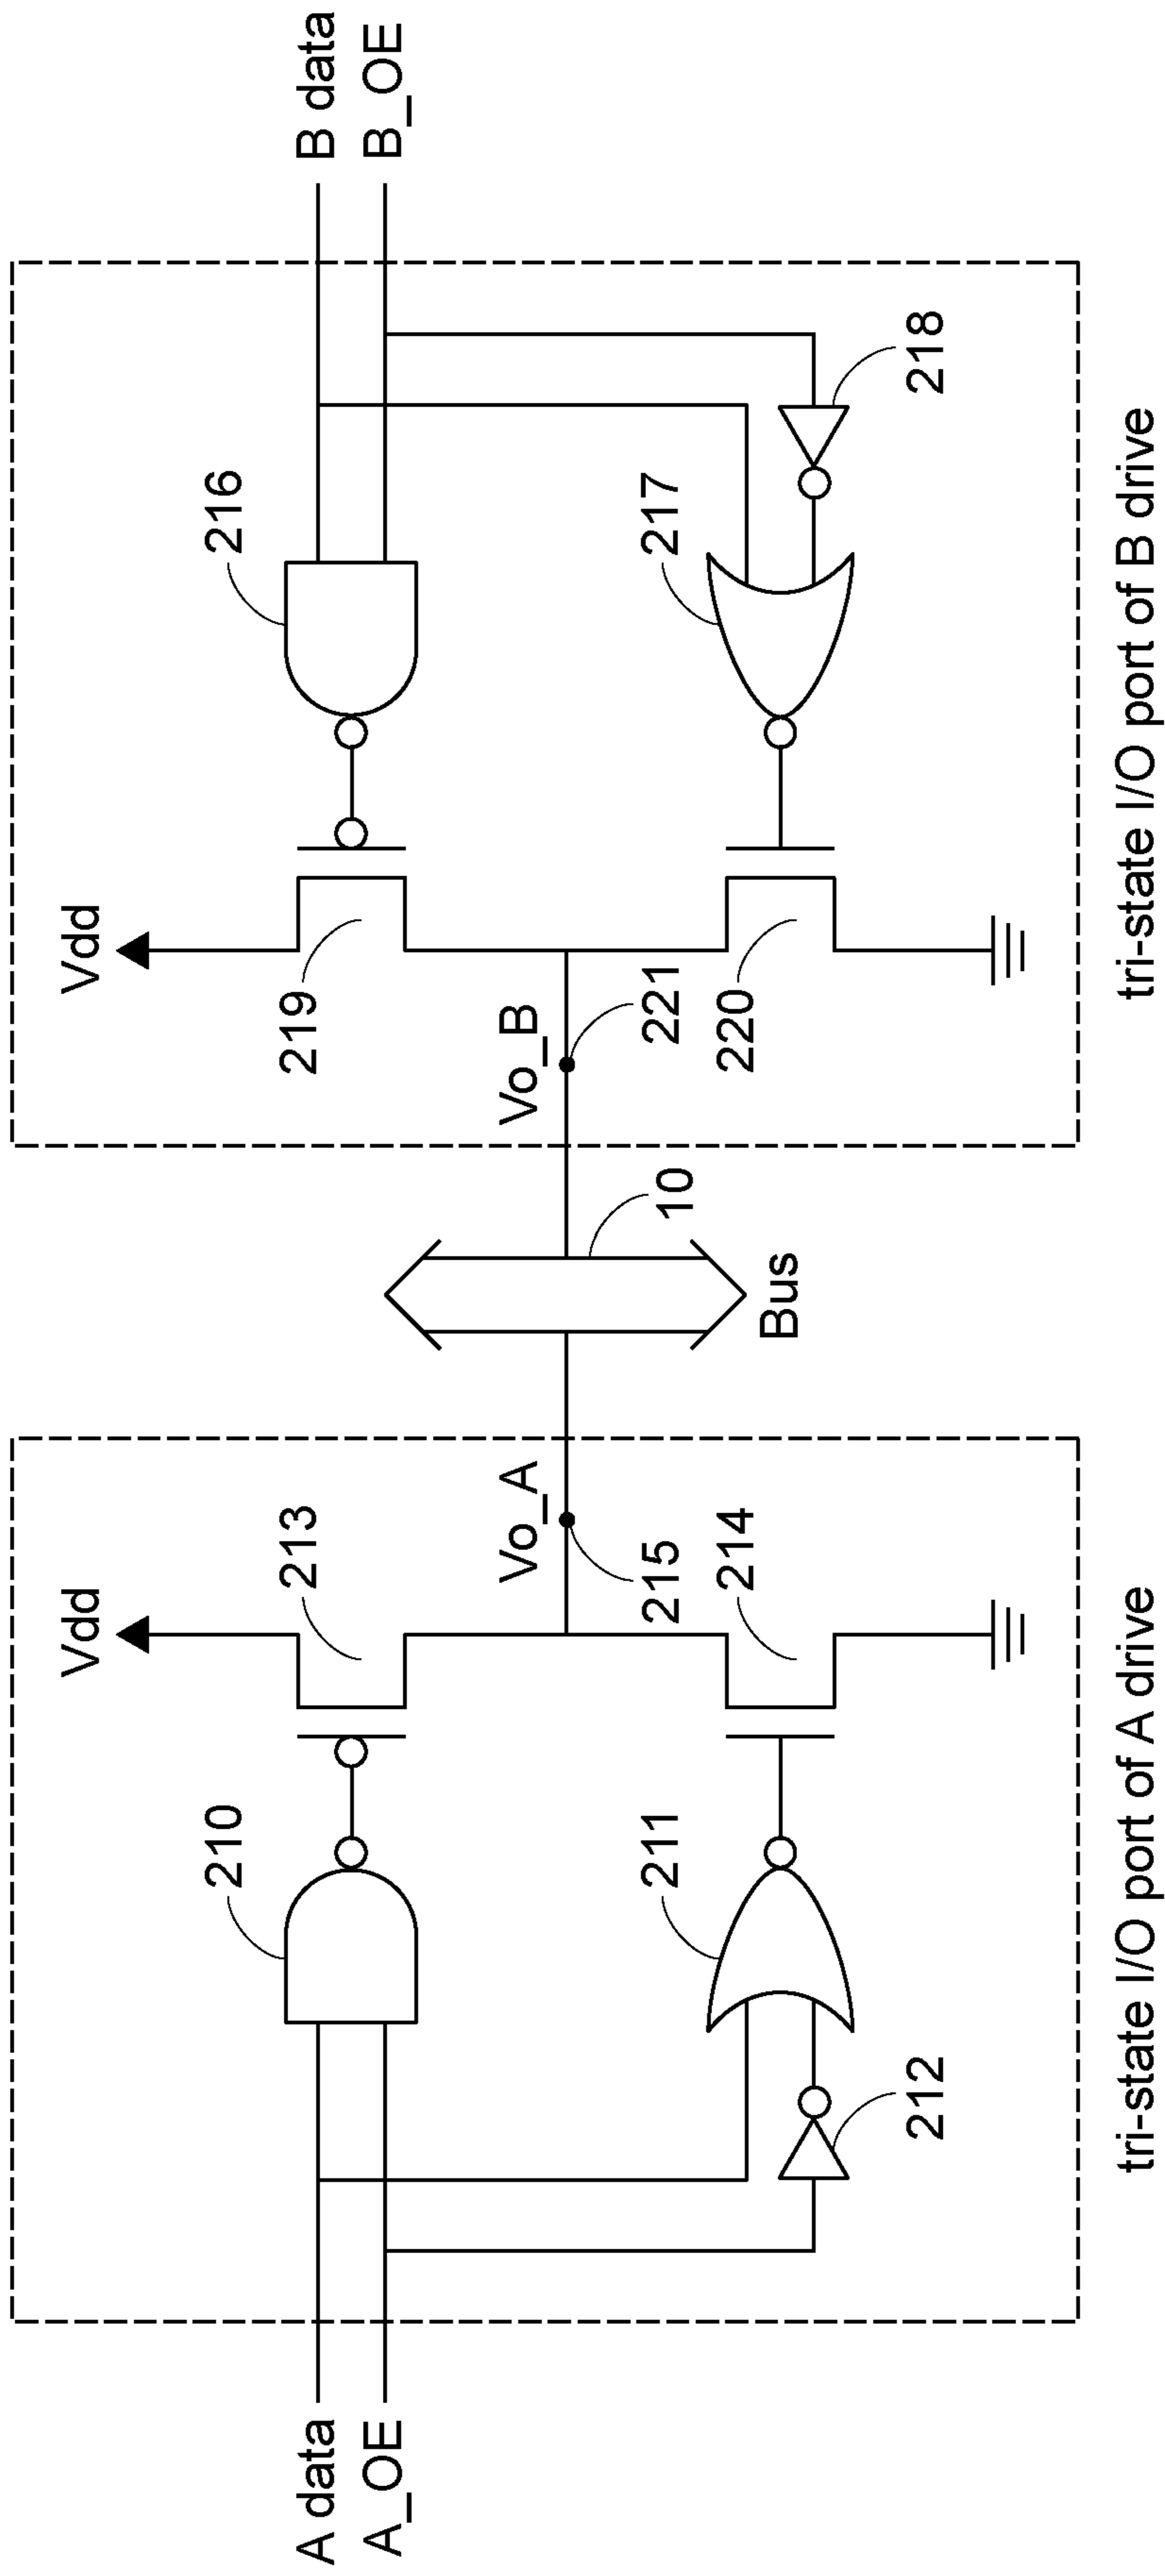 Vdd
Vdd
210
213
219
216
A data
A_OE
Vo_A
Vo_B
B data
B_OE
215
10
221
211
214
Bus
220
217
212
218
tri-state I/O port of A drive
tri-state I/O port of B drive